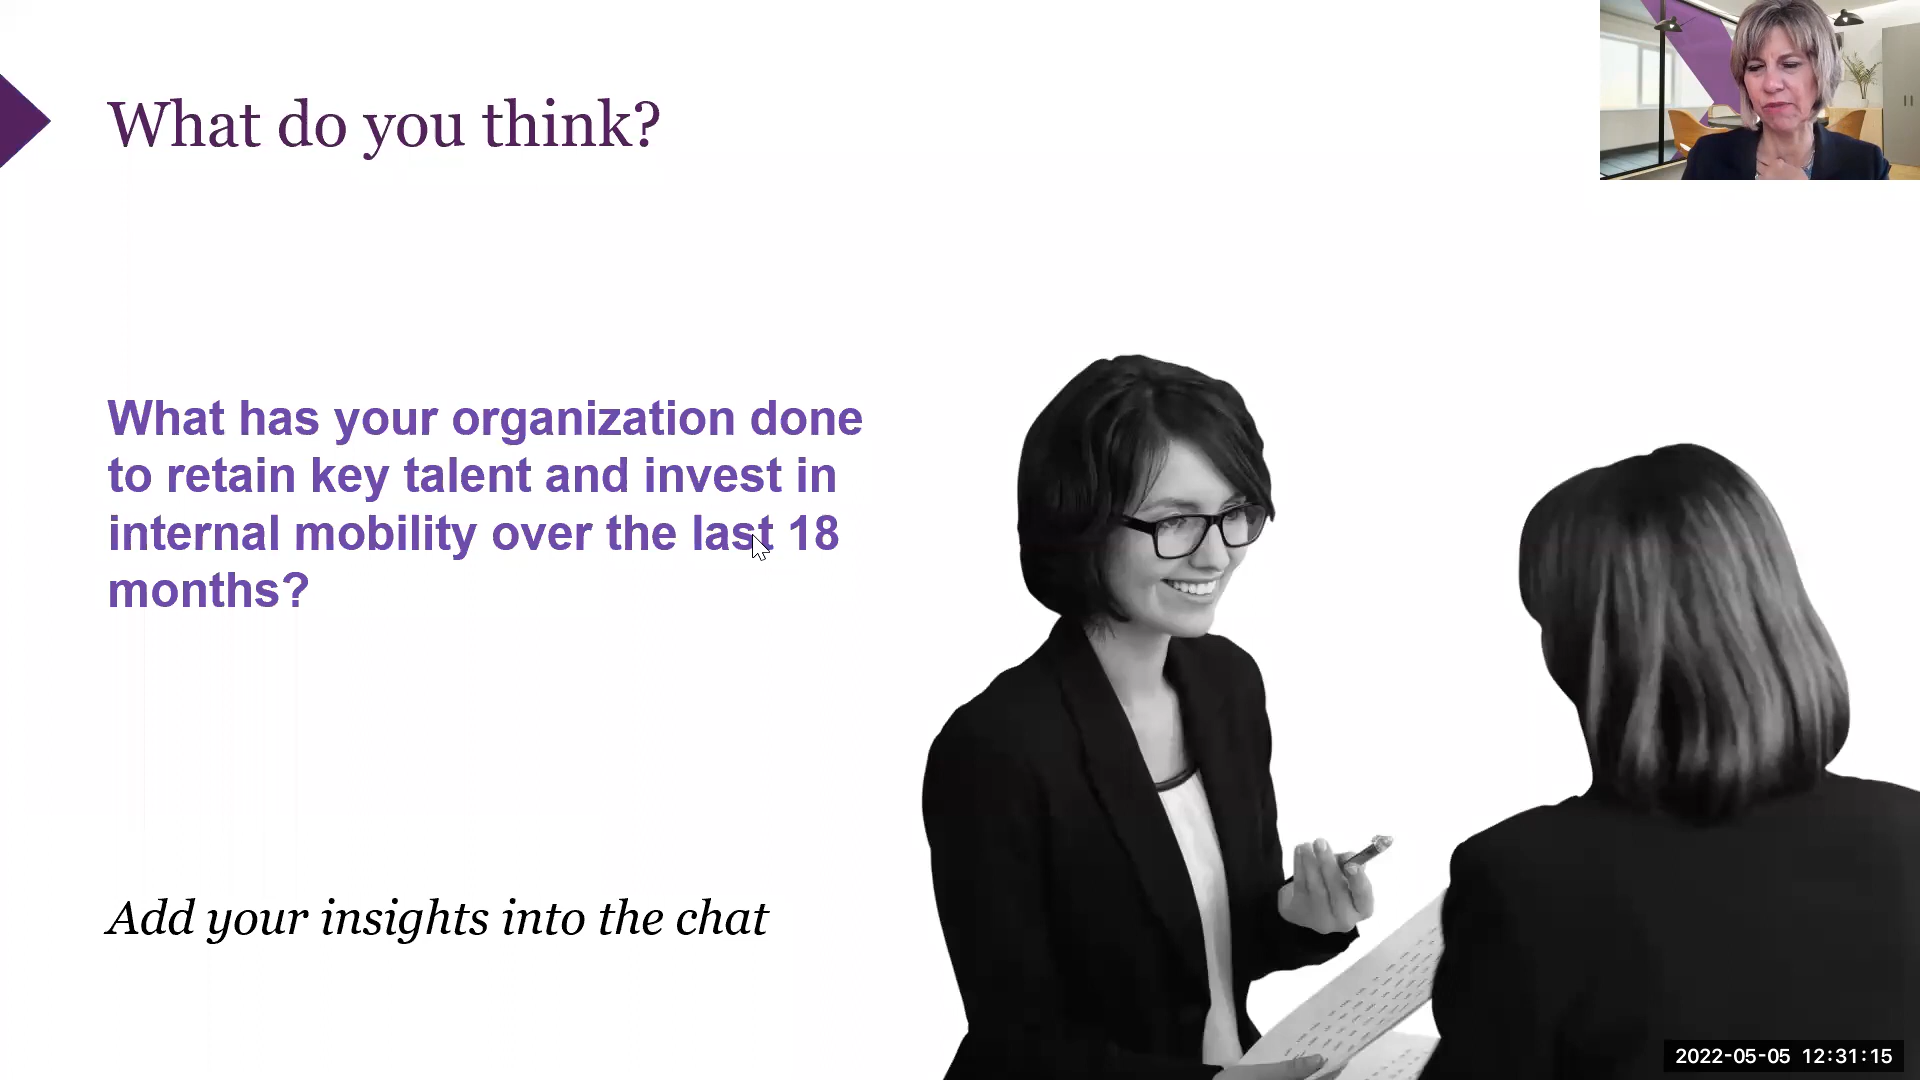 What do you think?
What has your organization done
to retain key talent and invest in
internal mobility over the last 18
months?
Add your insights into the chat
2022-05-05 12:31:15